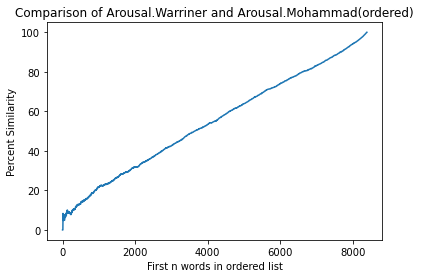 Comparison of Arousal.Warriner and Arousal.Mohammad(ordered)
100
80
60
40
20
0
Percent Similarity
0 2000 4000 6000 8000
First n words in ordered list